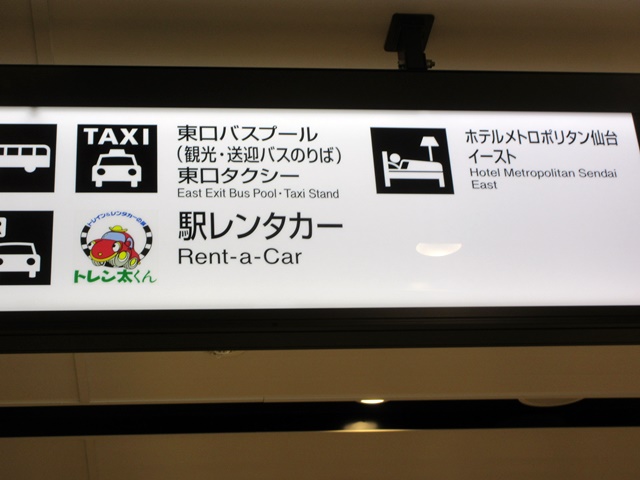 TAXI
東口バスプール
(観光・送迎バスのりば)
東口タクシー
East Exit Bus Pool・Taxi Stand
ホテルメトロポリタン仙台
イースト
Hotel Metropolitan Sendai
East
トレン太くん
駅レンタカー
Rent-a-Car